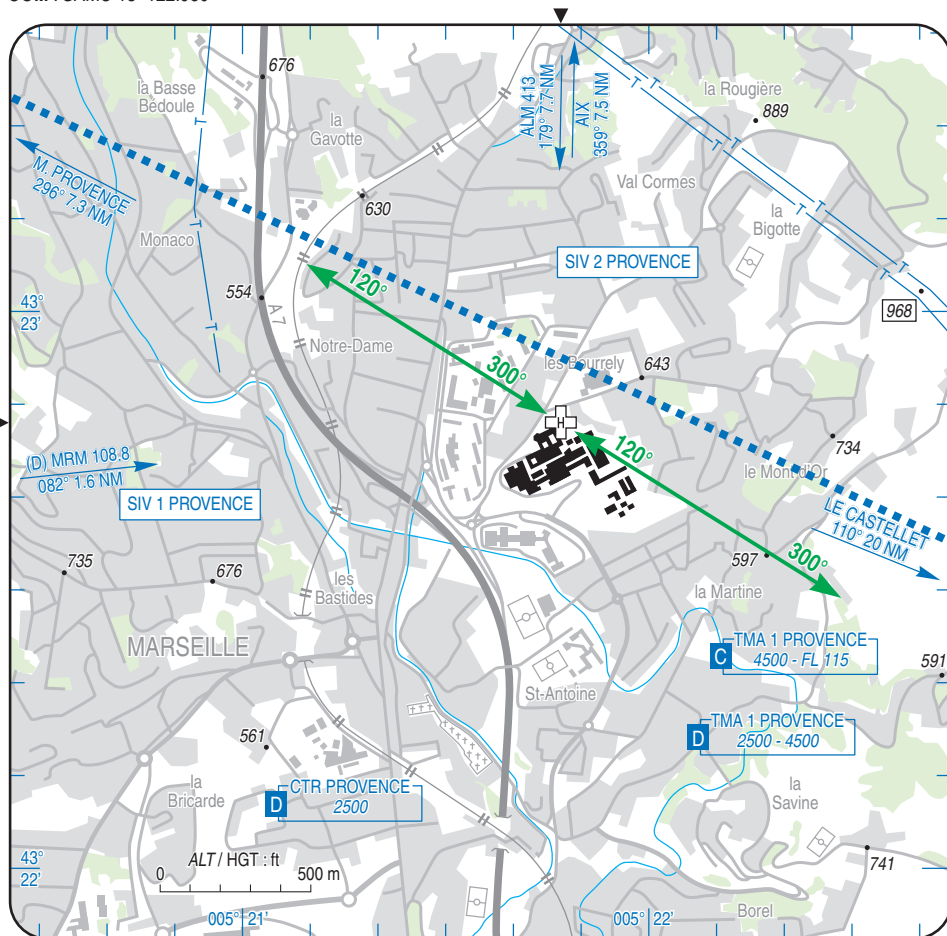 676
la Basse
Bédoule
la
Gavotte
ALM 413
179° 7.7 NM
AIX
359° 7.5 NM
la Rougière
889
M. PROVENCE
296° 7.3 NM
630
Val Cormes
la
Bigotte
Monaco
SIV 2 PROVENCE
120°
554
A 7
43°
23'
968
Notre-Dame
300°
les Bourrely
643
H
120°
734
(D) MRM 108.8
082° 1.6 NM
le Mont d'Or
SIV 1 PROVENCE
LE CASTELLET
110° 20 NM
735
676
597
300°
les
Bastides
la Martine
MARSEILLE
C
TMA 1 PROVENCE
4500 - FL 115
591
St-Antoine
561
D
TMA 1 PROVENCE
2500 - 4500
la
Bricarde
D
CTR PROVENCE
2500
la
Savine
43°
22'
ALT / HGT : ft
0
500 m
741
005° 21'
005° 22'
Borel